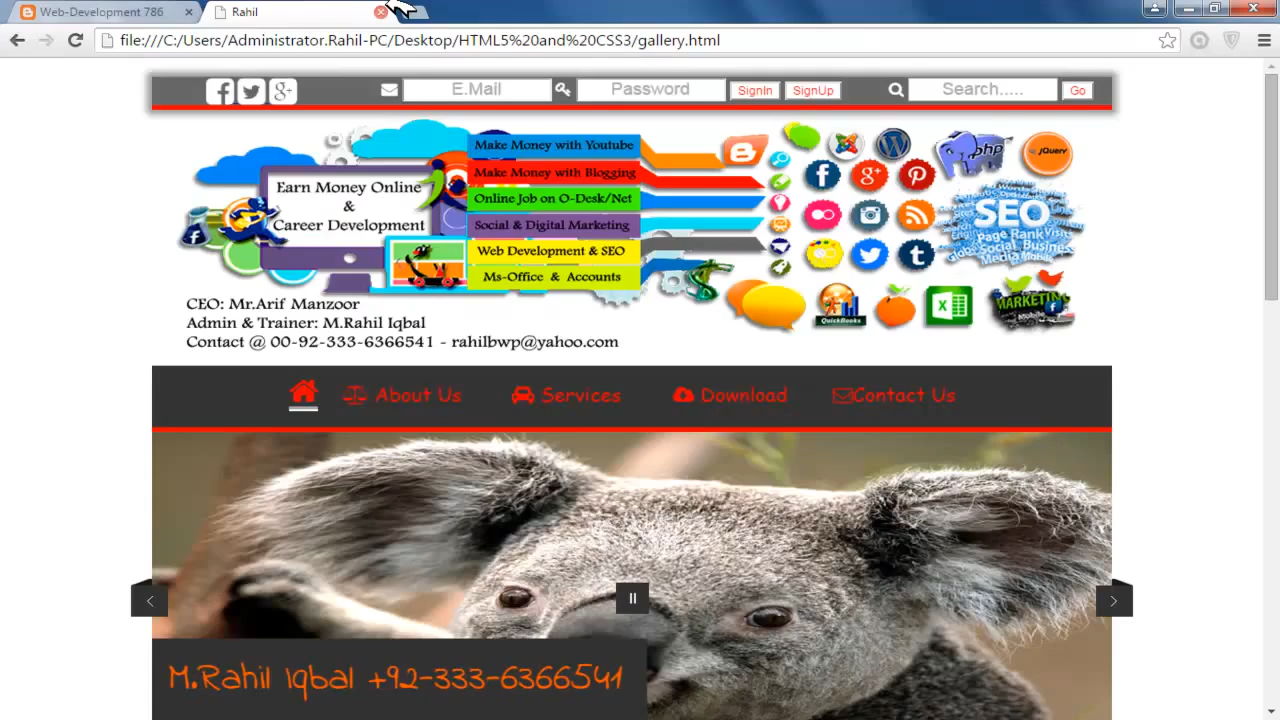 Web-Development 786
Rahil
file:///C:/Users/Administrator.Rahil-PC/Desktop/HTML5%20and%20CSS3/gallery.html
E.Mail
Password
SignIn
SignUp
Search.....
Go
Earn Money Online
&
Career Development
Make Money with Youtube
Make Money with Blogging
Online Job on O-Desk/Net
Social & Digital Marketing
Web Development & SEO
Ms-Office & Accounts
php
jQuery
SEO
Page Rank Visits
Social Business
QuickBooks
MARKETING
CEO: Mr.Arif Manzoor
Admin & Trainer: M.Rahil Iqbal
Contact @ 00-92-333-6366541 - rahilbwp@yahoo.com
About Us
Services
Download
Contact Us
M.Rahil Iqbal +92-333-6366541